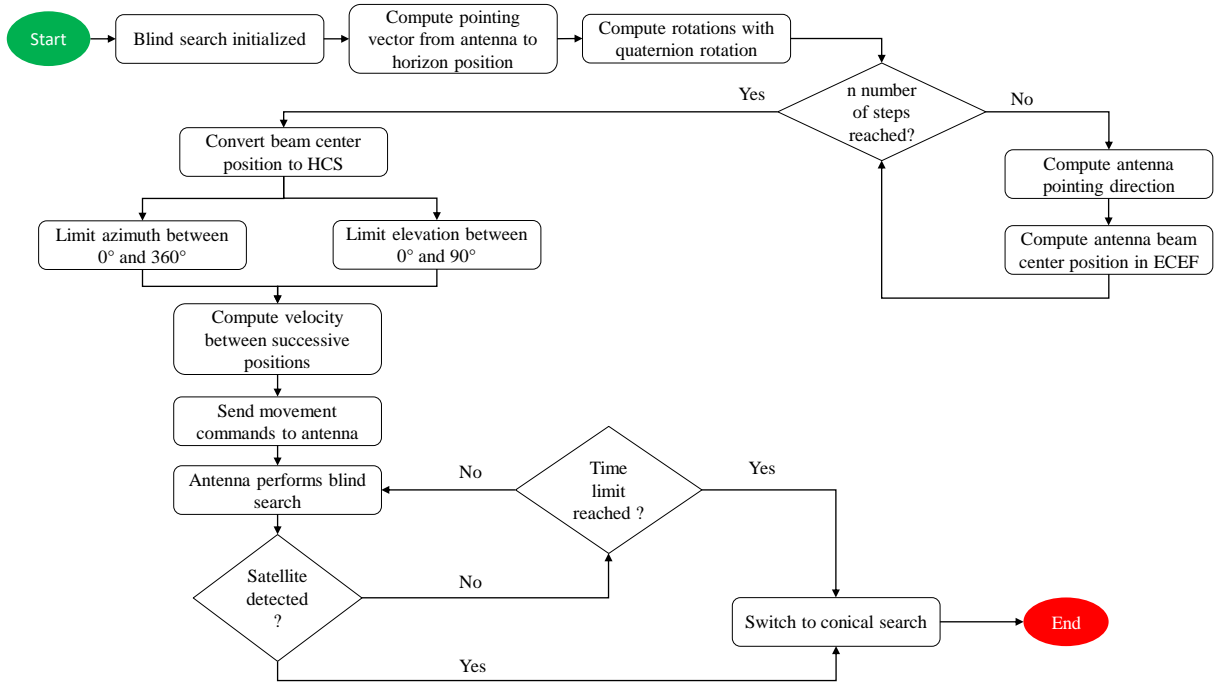 Start
Blind search initialized
Compute pointing
vector from antenna to
horizon position
Compute rotations with
quaternion rotation
n number
of steps
reached?
Yes
No
Convert beam center
position to HCS
Compute antenna
pointing direction
Compute antenna beam
center position in ECEF
Limit azimuth between
0° and 360°
Limit elevation between
0° and 90°
Compute velocity
between successive
positions
Send movement
commands to antenna
Antenna performs blind
search
No
Time
limit
reached ?
Yes
Satellite
detected
?
No
Yes
Switch to conical search
End